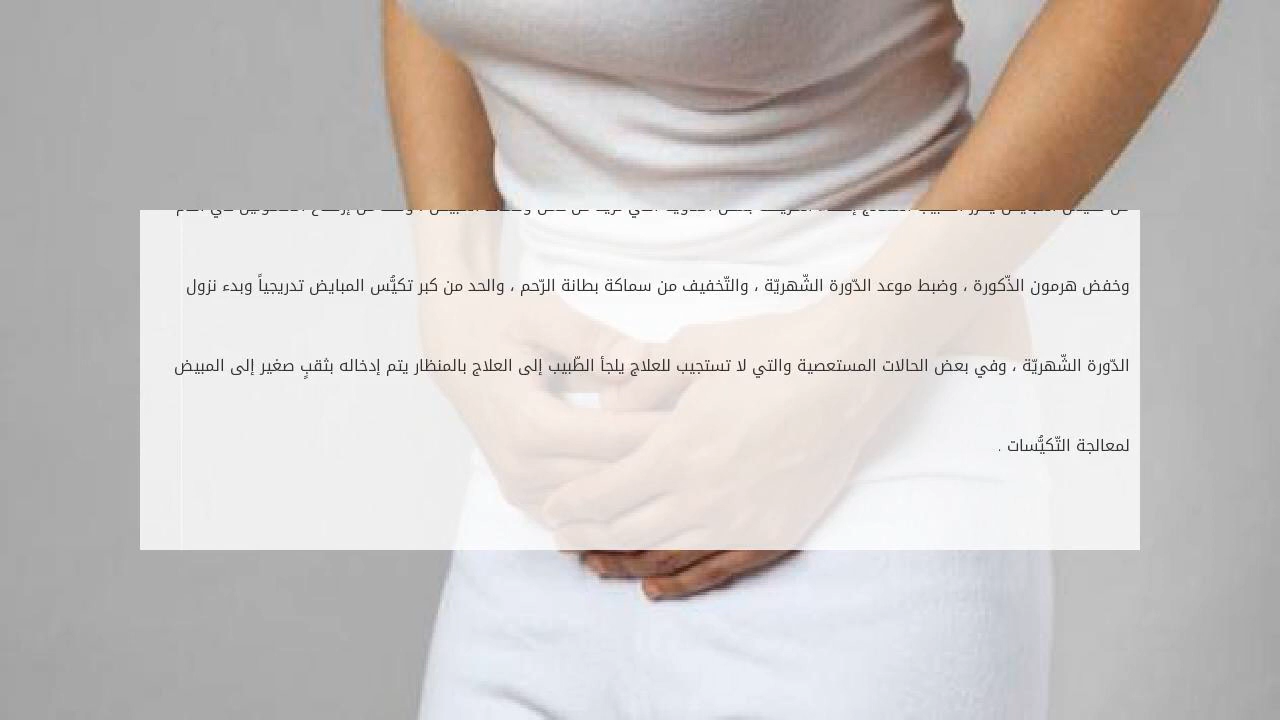 وخفض هرمون الذّكورة ، وضبط موعد الدّورة الشّهريّة ، والتّخفيف من سماكة بطانة الرّحم ، والحد من كبر تكيُّس المبايض تدريجياً وبدء نزول
الدّورة الشّهريّة ، وفي بعض الحالات المستعصية والتي لا تستجيب للعلاج يلجأ الطّبيب إلى العلاج بالمنظار يتم إدخاله بثقبٍ صغير إلى المبيض
لمعالجة التّكيُّسات .